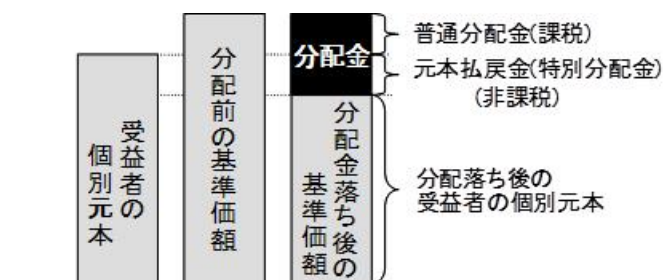 受益者の
個別元本
分配前の基準価額
分配金
分配金落ち後の
基準価額
普通分配金(課税)
元本払戻金(特別分配金)
(非課税)
分配落ち後の
受益者の個別元本